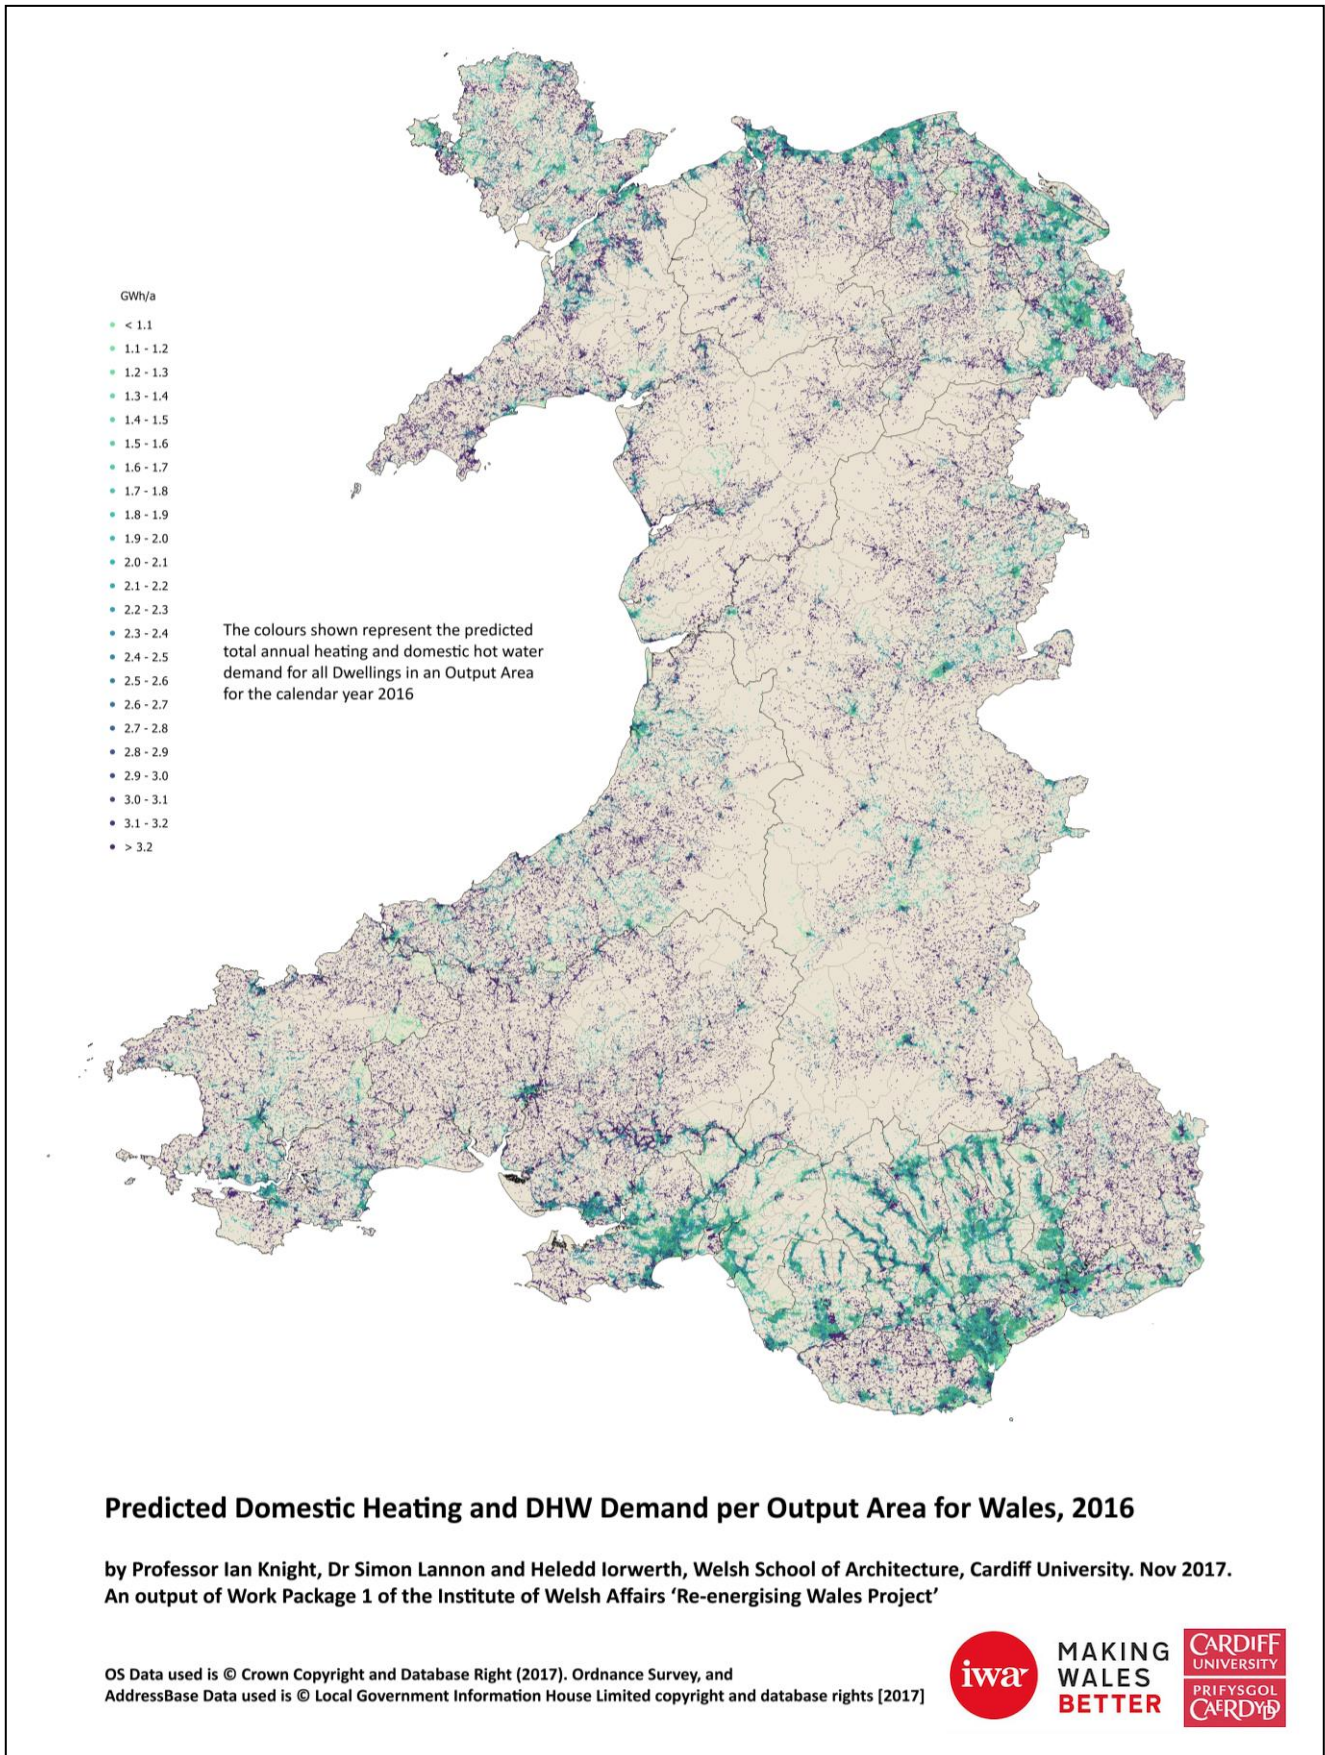 GWh/a
< 1.1
1.1 - 1.2
1.2 - 1.3
1.3 - 1.4
1.4 - 1.5
1.5 - 1.6
1.6 - 1.7
1.7 - 1.8
1.8 - 1.9
1.9 - 2.0
2.0 - 2.1
2.1 - 2.2
2.2 - 2.3
2.3 - 2.4
2.4 - 2.5
2.5 - 2.6
2.6 - 2.7
2.7 - 2.8
2.8 - 2.9
2.9 - 3.0
3.0 - 3.1
3.1 - 3.2
> 3.2
The colours shown represent the predicted
total annual heating and domestic hot water
demand for all Dwellings in an Output Area
for the calendar year 2016
Predicted Domestic Heating and DHW Demand per Output Area for Wales, 2016
by Professor Ian Knight, Dr Simon Lannon and Heledd Iorwerth, Welsh School of Architecture, Cardiff University. Nov 2017.
An output of Work Package 1 of the Institute of Welsh Affairs ‘Re-energising Wales Project’
OS Data used is © Crown Copyright and Database Right (2017). Ordnance Survey, and
AddressBase Data used is © Local Government Information House Limited copyright and database rights [2017]
iwa
MAKING
WALES
BETTER
CARDIFF
UNIVERSITY
PRIFYSGOL
CAERDYDD